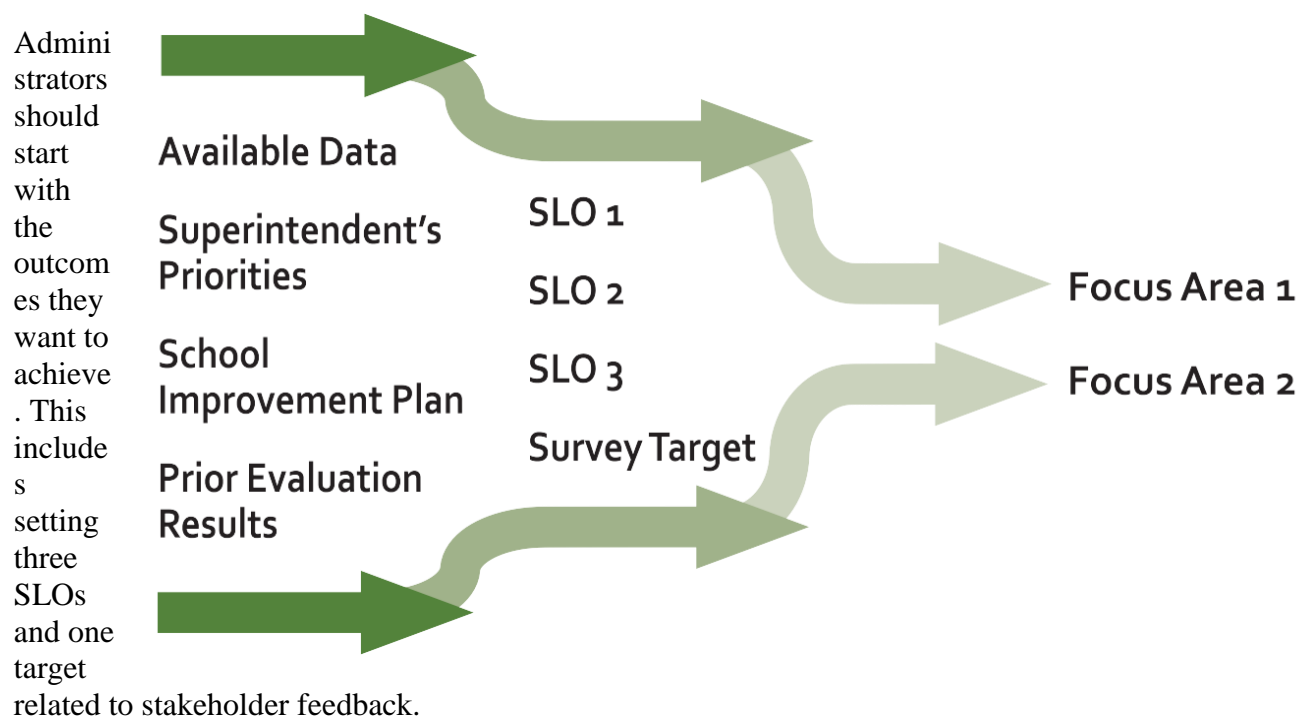 Admini
strators
should
start
with
the
outcom
es they
want to
achieve
. This
include
s
setting
three
SLOs
and one
target
related to stakeholder feedback.
Available Data
Superintendent's
Priorities
School
Improvement Plan
Prior Evaluation
Results
SLO 1
SLO 2
SLO 3
Survey Target
Focus Area 1
Focus Area 2